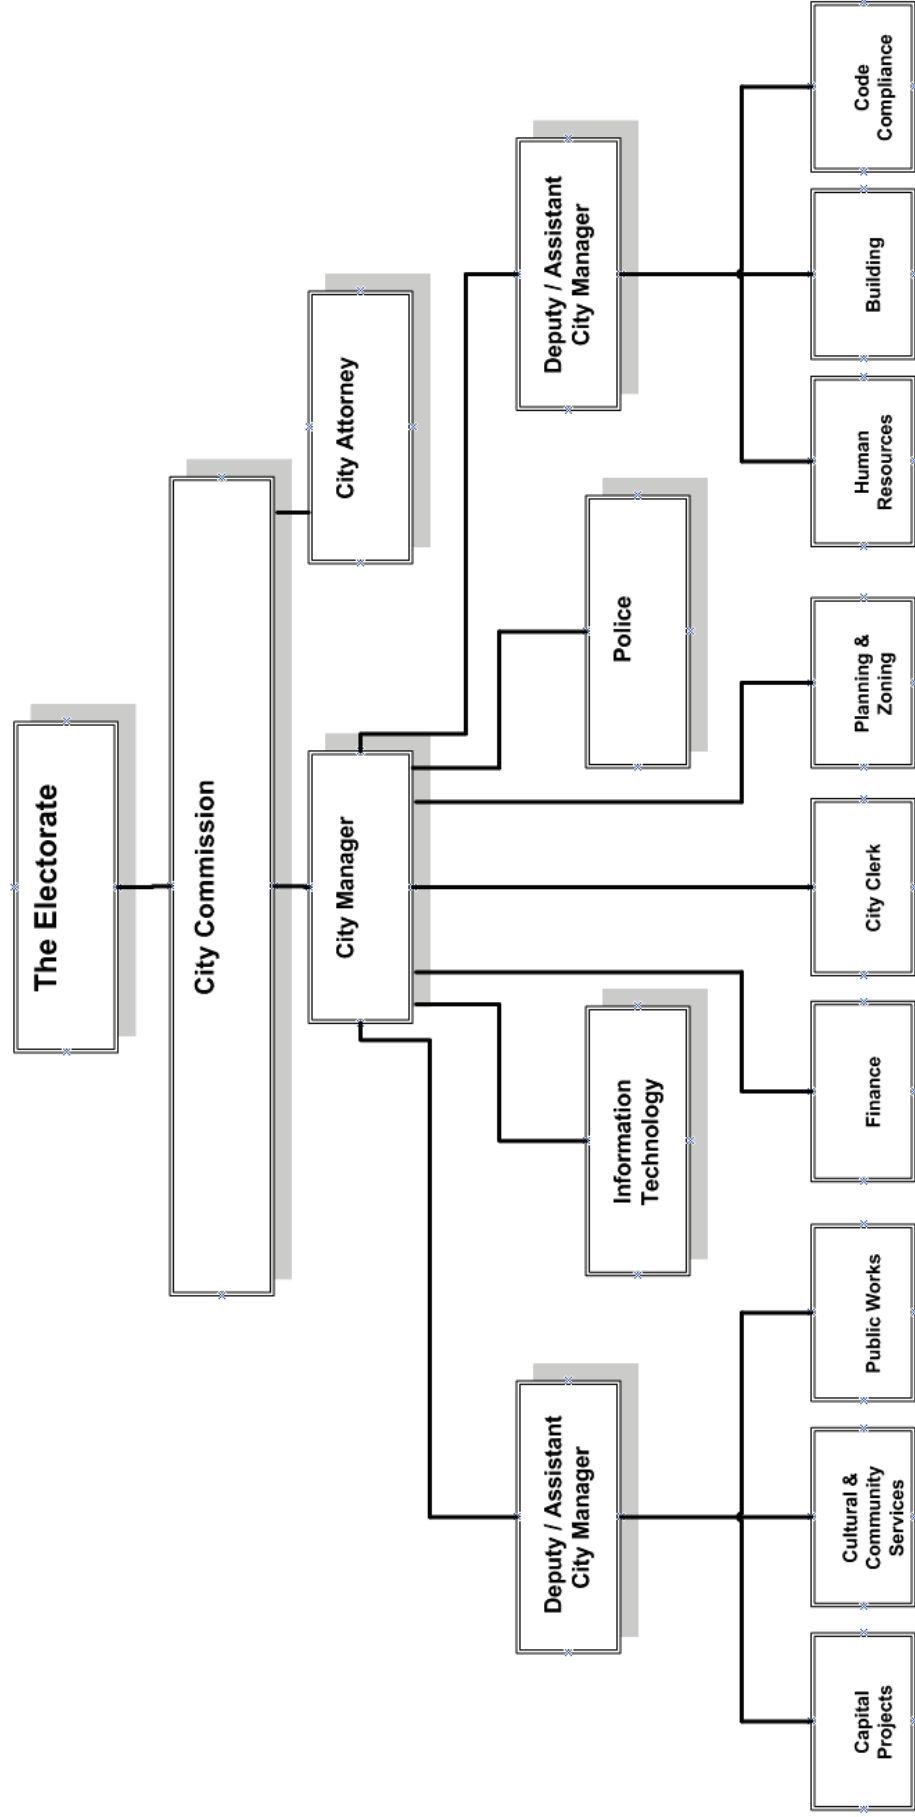 The Electorate
City Commission
City Manager
City Attorney
Deputy / Assistant
City Manager
Deputy / Assistant
City Manager
Information
Technology
Police
Capital
Projects
Cultural &
Community
Services
Public Works
Finance
City Clerk
Planning &
Zoning
Human
Resources
Building
Code
Compliance